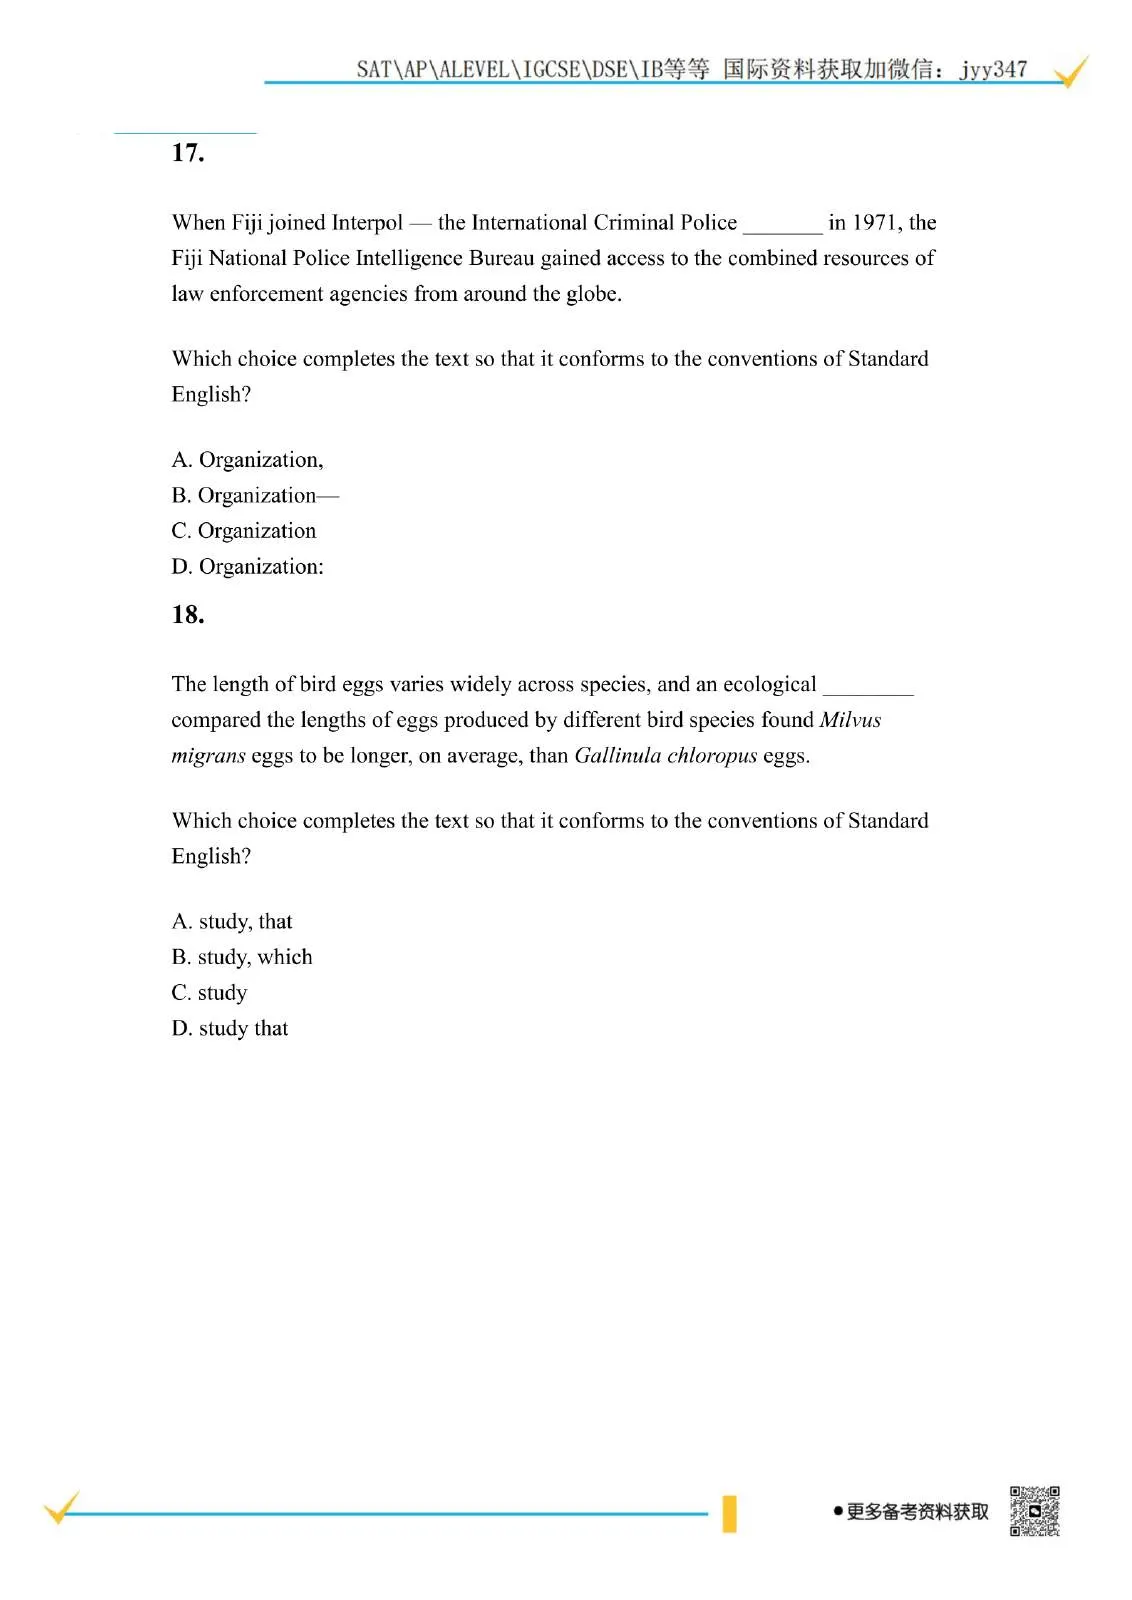 SAT\AP\ALEVEL\IGCSE\DSE\IB等等 国际资料获取加微信: jyy347
17.
When Fiji joined Interpol — the International Criminal Police _______ in 1971, the
Fiji National Police Intelligence Bureau gained access to the combined resources of
law enforcement agencies from around the globe.
Which choice completes the text so that it conforms to the conventions of Standard
English?
A. Organization,
B. Organization—
C. Organization
D. Organization:
18.
The length of bird eggs varies widely across species, and an ecological ________
compared the lengths of eggs produced by different bird species found Milvus
migrans eggs to be longer, on average, than Gallinula chloropus eggs.
Which choice completes the text so that it conforms to the conventions of Standard
English?
A. study, that
B. study, which
C. study
D. study that
●更多备考资料获取